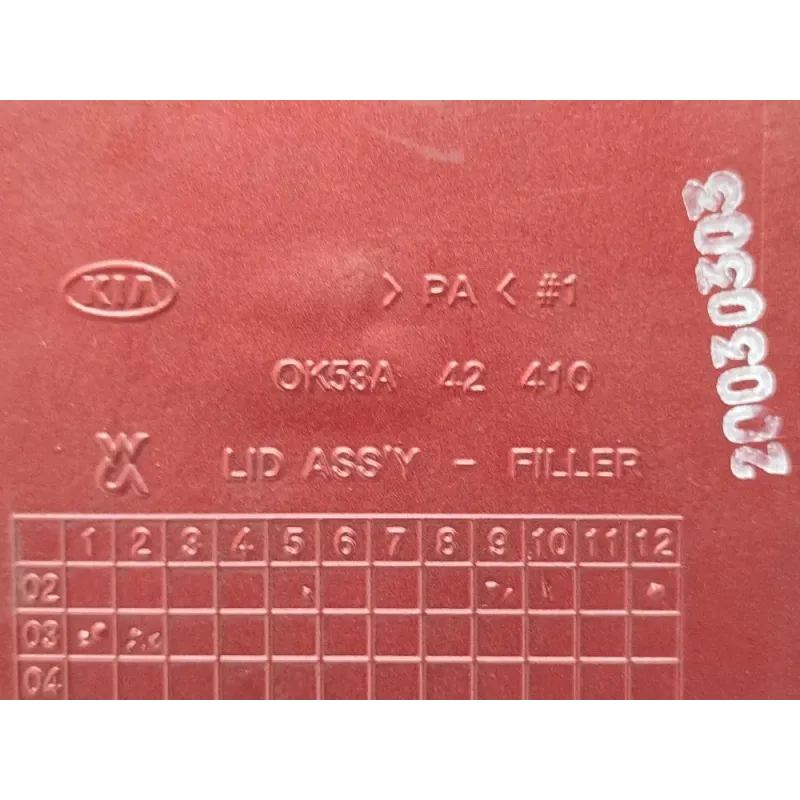 KIA > PA < #1
OK53A 42 410
LID ASS'Y - FILLER
1 2 3 4 5 6 7 8 9 10 11 12
02
03
04
20030303